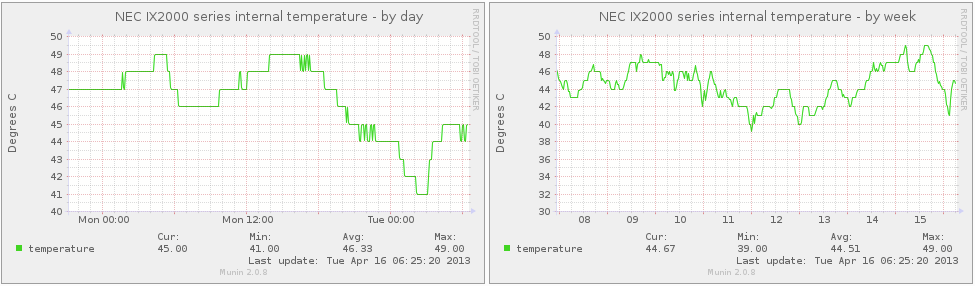 NEC IX2000 series internal temperature - by day
RRDTOOL / TOBI OETIKER
Degrees C
50
49
48
47
46
45
44
43
42
41
40
Mon 00:00 Mon 12:00 Tue 00:00
Cur: Min: Avg: Max:
temperature 45.00 41.00 46.33 49.00
Last update: Tue Apr 16 06:25:20 2013
Munin 2.0.8
NEC IX2000 series internal temperature - by week
RRDTOOL / TOBI OETIKER
Degrees C
50
48
46
44
42
40
38
36
34
32
30
08 09 10 11 12 13 14 15
Cur: Min: Avg: Max:
temperature 44.67 39.00 44.51 49.00
Last update: Tue Apr 16 06:25:20 2013
Munin 2.0.8